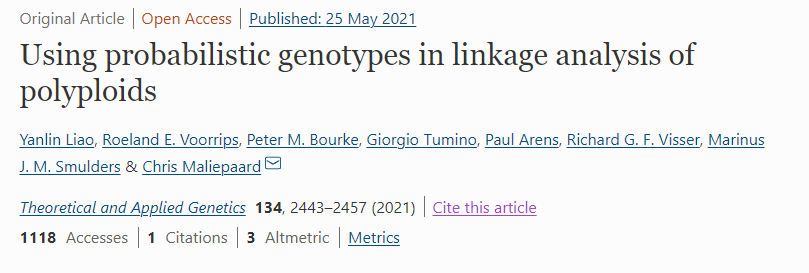 Original Article | Open Access | Published: 25 May 2021
Using probabilistic genotypes in linkage analysis of
polyploids
Yanlin Liao, Roeland E. Voorrips, Peter M. Bourke, Giorgio Tumino, Paul Arens, Richard G. F. Visser, Marinus
J. M. Smulders & Chris Maliepaard
Theoretical and Applied Genetics 134, 2443–2457 (2021) | Cite this article
1118 Accesses | 1 Citations | 3 Altmetric | Metrics